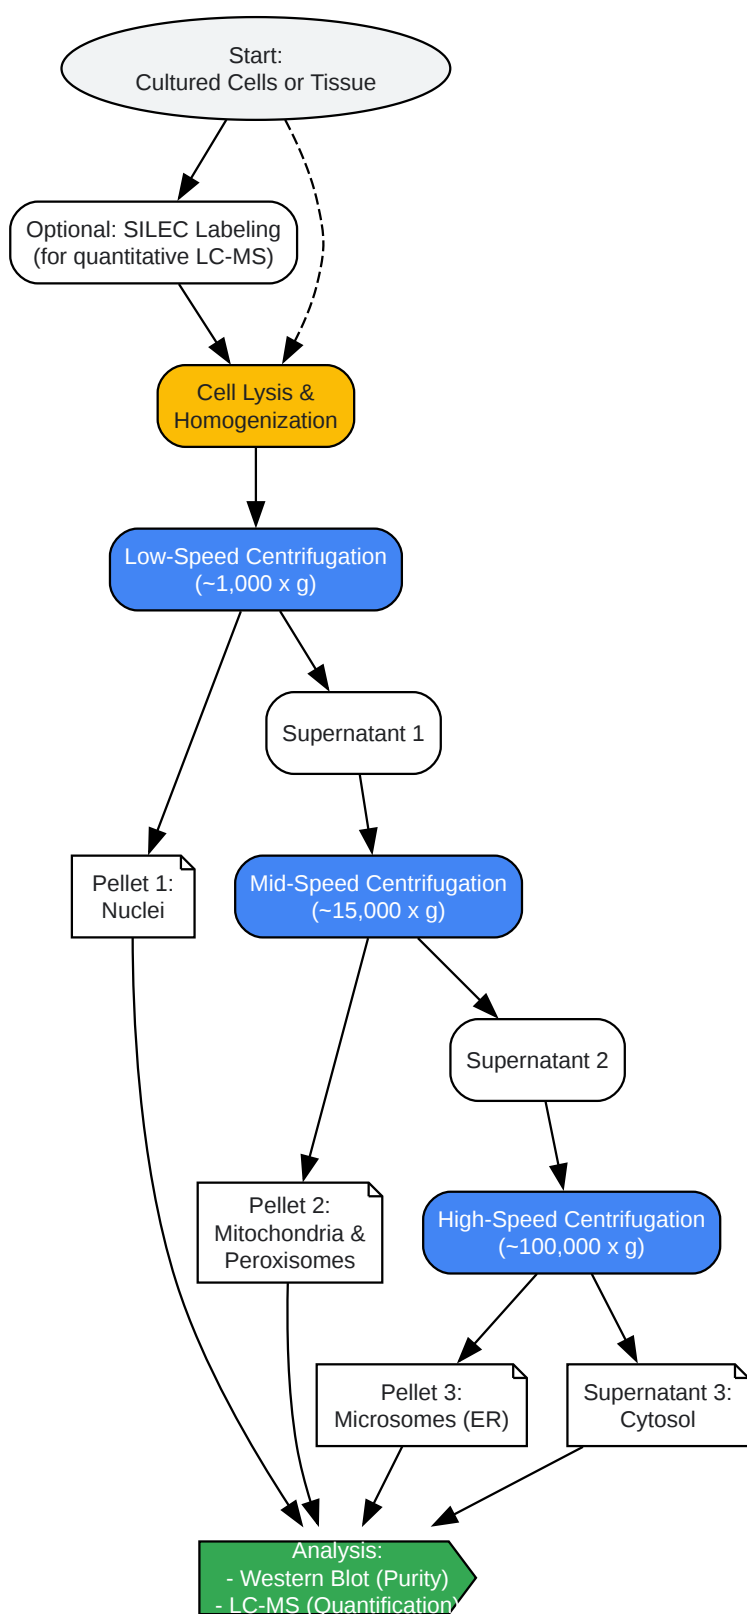 Start:
Cultured Cells or Tissue
Optional: SILEC Labeling
(for quantitative LC-MS)
Cell Lysis &
Homogenization
Low-Speed Centrifugation
(~1,000 x g)
Supernatant 1
Pellet 1:
Nuclei
Mid-Speed Centrifugation
(~15,000 x g)
Supernatant 2
Pellet 2:
Mitochondria &
Peroxisomes
High-Speed Centrifugation
(~100,000 x g)
Pellet 3:
Microsomes (ER)
Supernatant 3:
Cytosol
Analysis:
- Western Blot (Purity)
- LC-MS (Quantification)